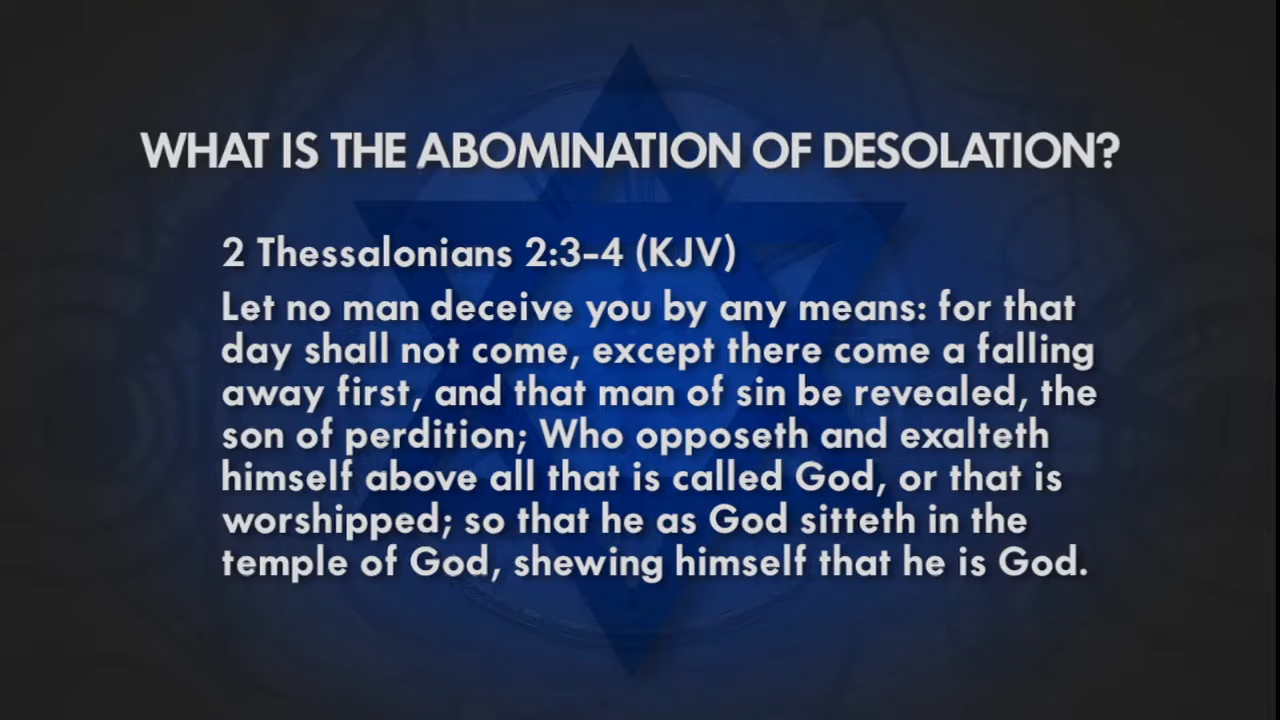 WHAT IS THE ABOMINATION OF DESOLATION?
2 Thessalonians 2:3-4 (KJV)
Let no man deceive you by any means: for that
day shall not come, except there come a falling
away first, and that man of sin be revealed, the
son of perdition; Who opposeth and exalteth
himself above all that is called God, or that is
worshipped; so that he as God sitteth in the
temple of God, shewing himself that he is God.